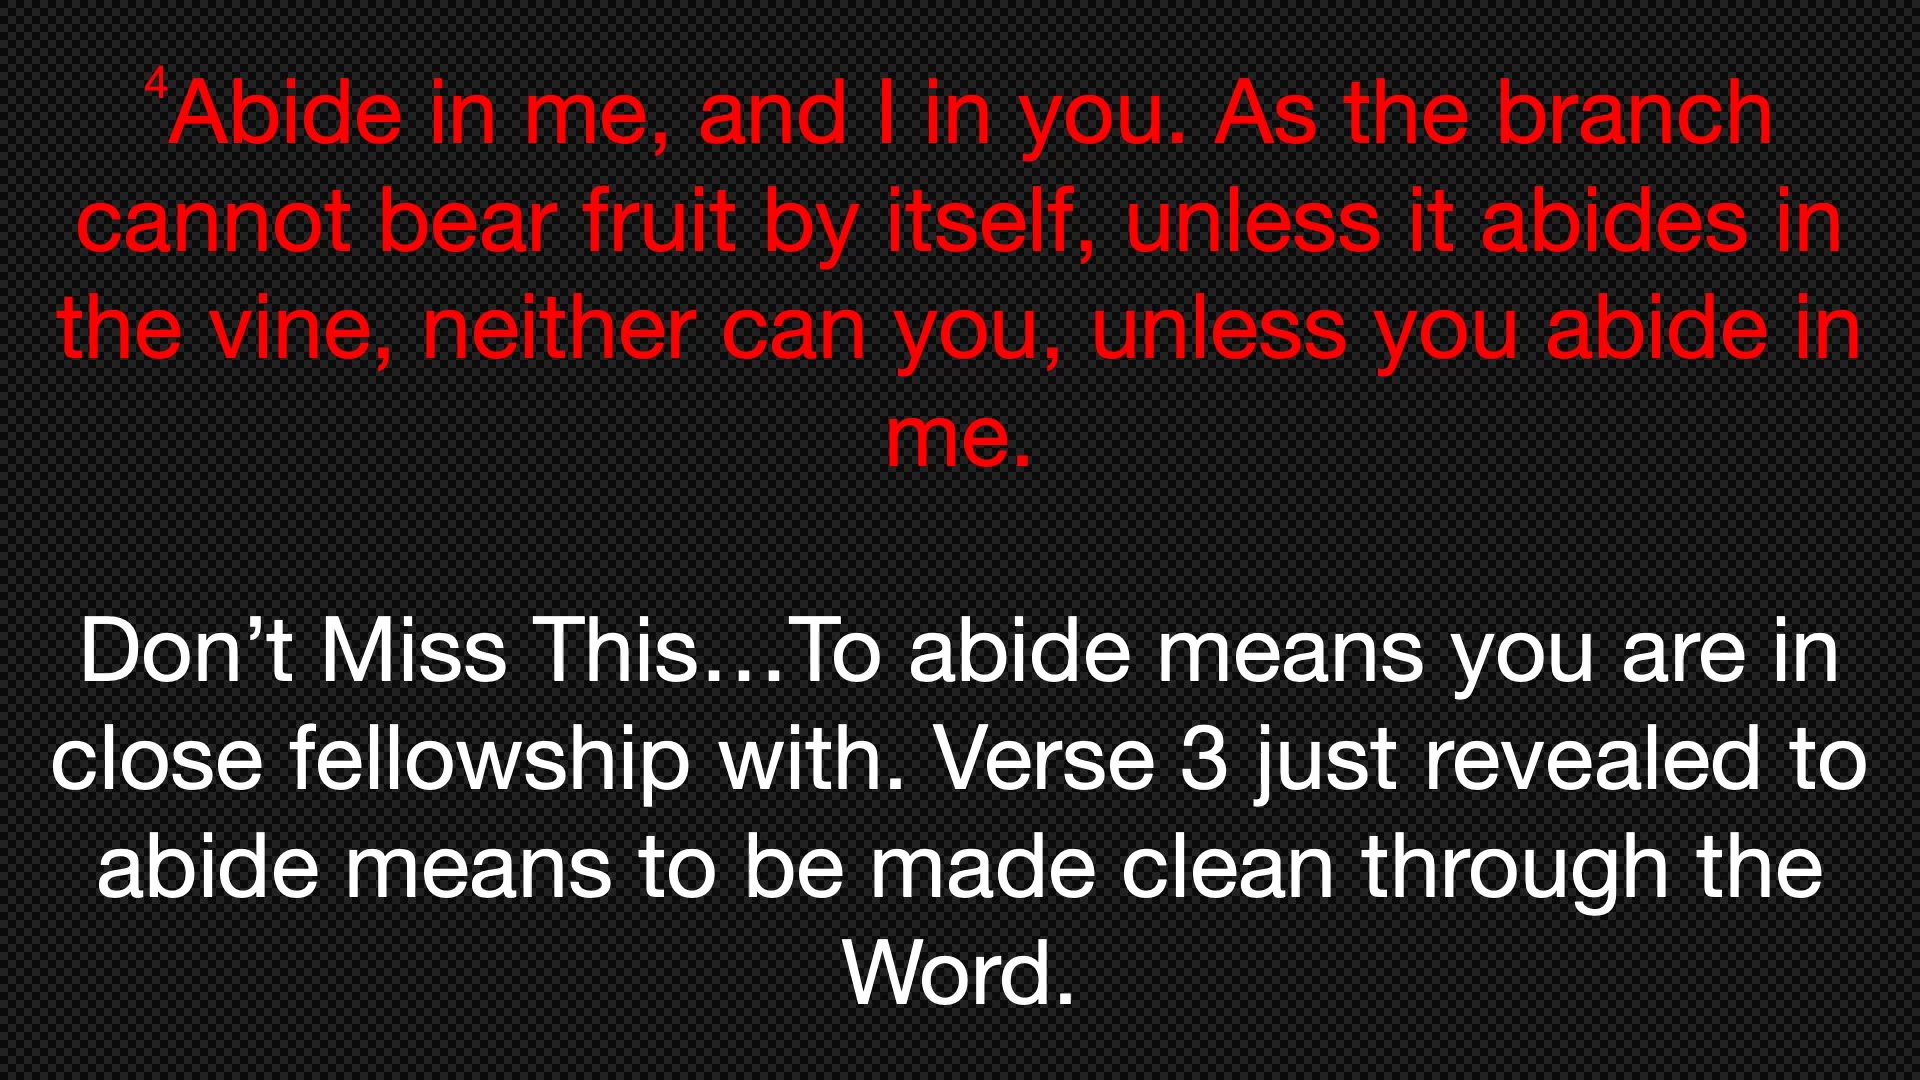 ⁴Abide in me, and I in you. As the branch
cannot bear fruit by itself, unless it abides in
the vine, neither can you, unless you abide in
me.
Don’t Miss This…To abide means you are in
close fellowship with. Verse 3 just revealed to
abide means to be made clean through the
Word.